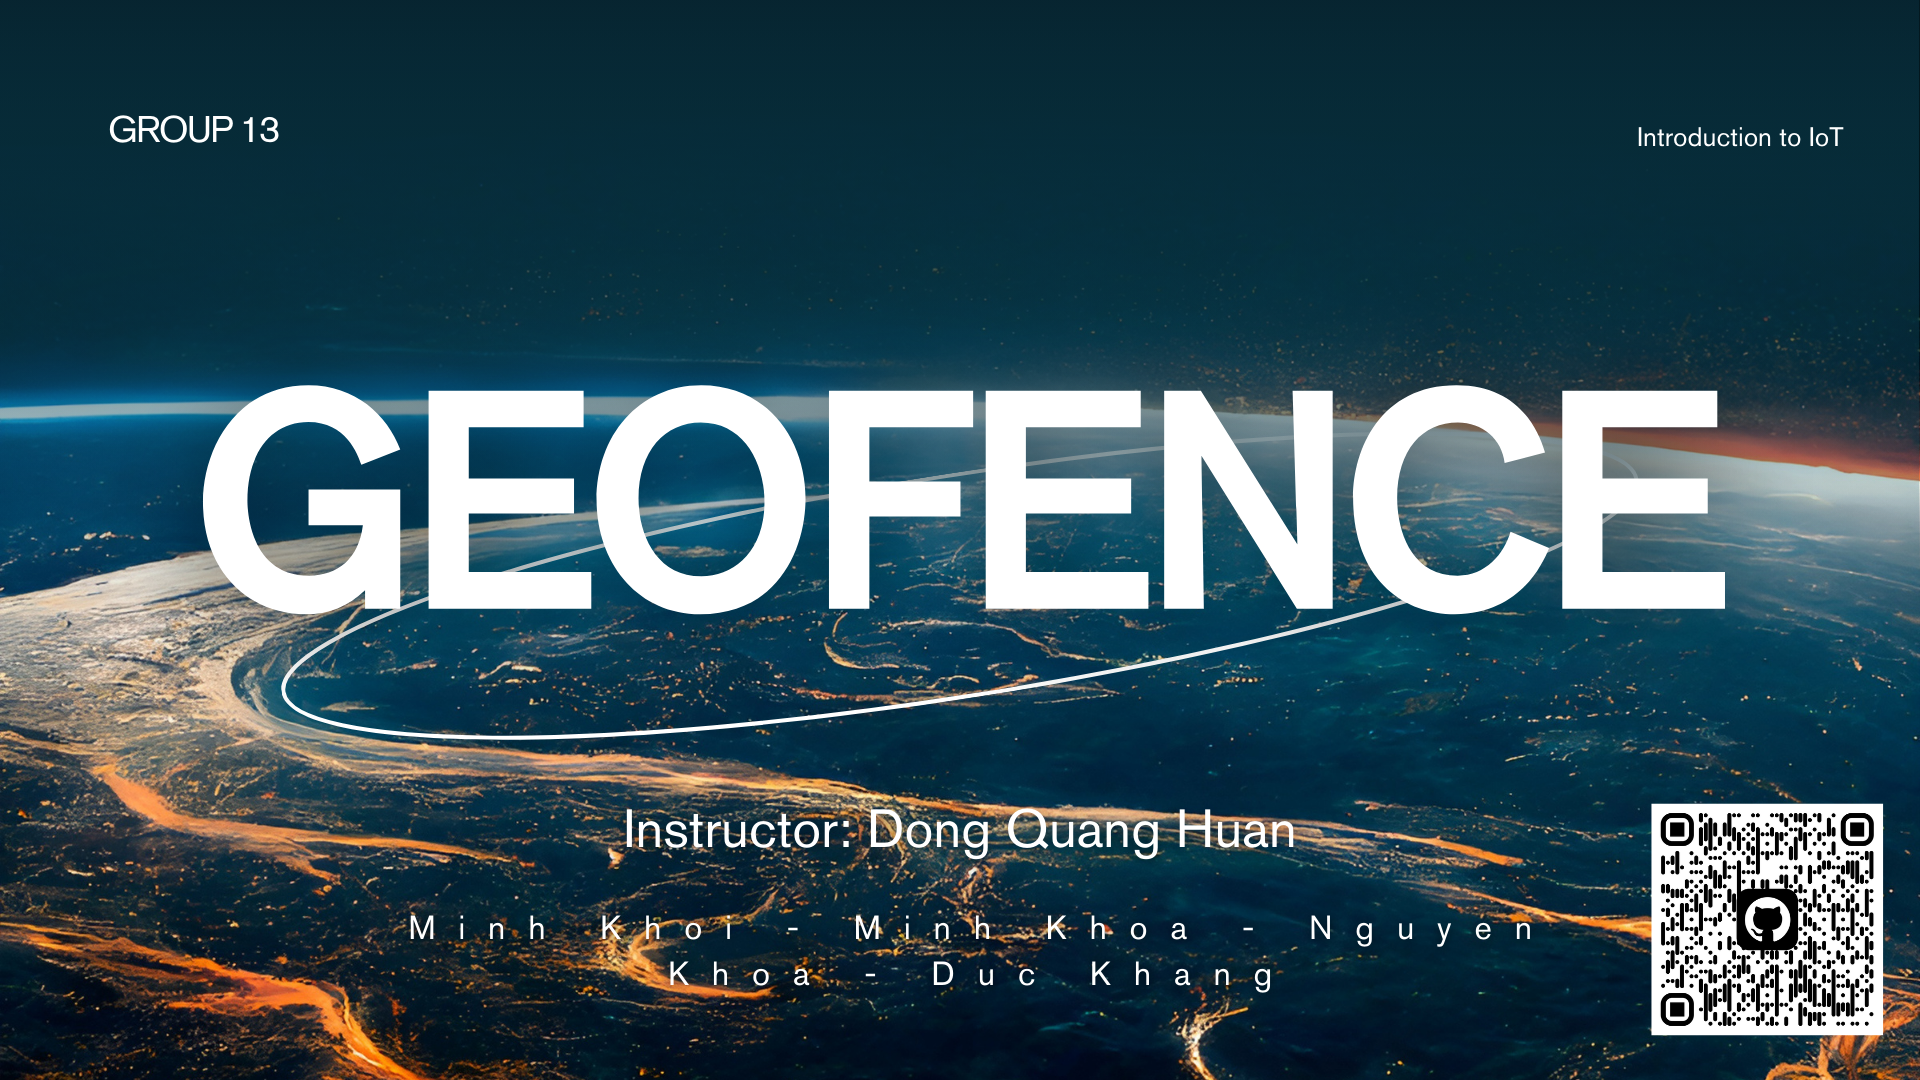 GROUP 13
Introduction to IoT
GEOFENCE
Instructor: Dong Quang Huan
Minh Khoi - Minh Khoa - Nguyen
Khoa - Duc Khang